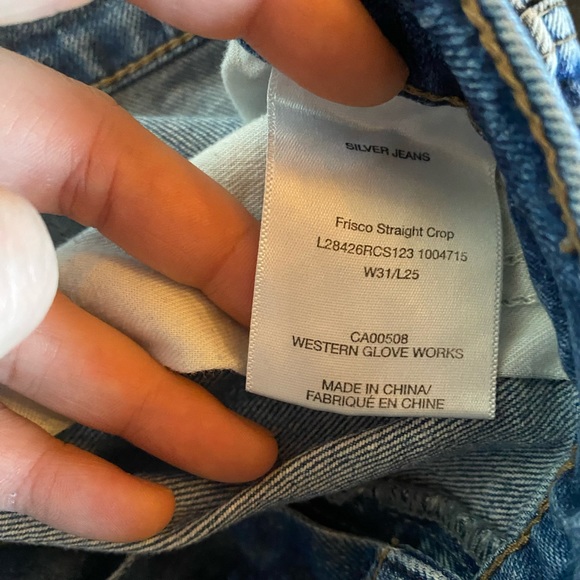 SILVER JEANS
Frisco Straight Crop
L28426RCS123 1004715
W31/L25
CA00508
WESTERN GLOVE WORKS
MADE IN CHINA/
FABRIQUÉ EN CHINE